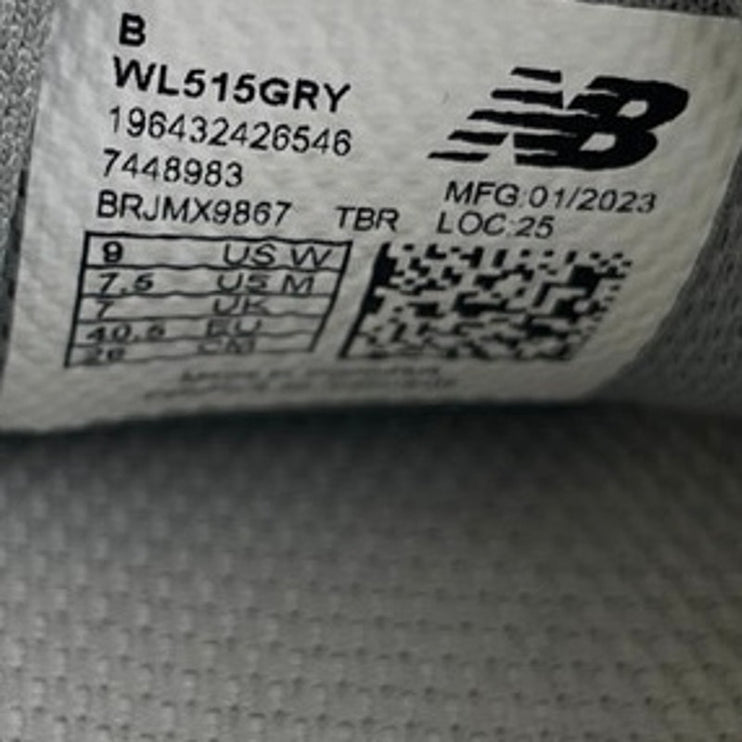 B
WL515GRY
196432426546
7448983
BRJMX9867 TBR
NB
MFG:01/2023
LOC:25
9 US W
7.5 US M
7 UK
40.5 EU
26 CM